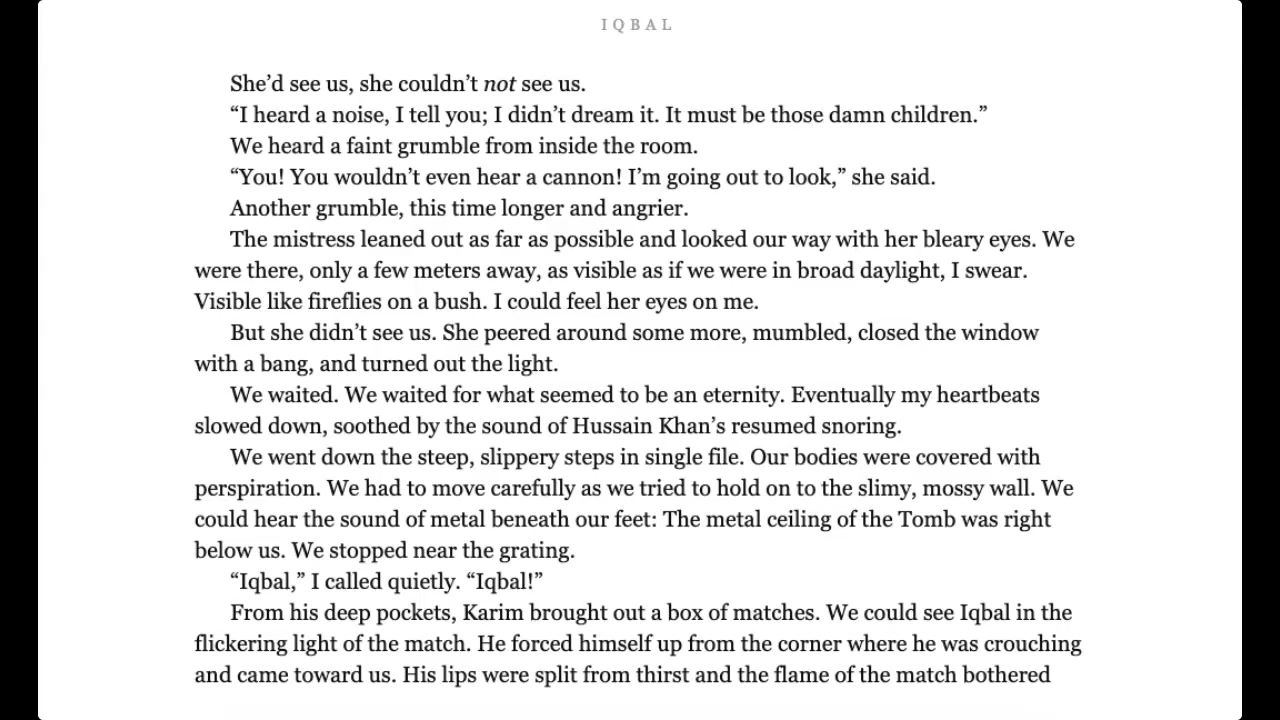 IQBAL
She’d see us, she couldn’t not see us.
“I heard a noise, I tell you; I didn’t dream it. It must be those damn children.”
We heard a faint grumble from inside the room.
“You! You wouldn’t even hear a cannon! I’m going out to look,” she said.
Another grumble, this time longer and angrier.
The mistress leaned out as far as possible and looked our way with her bleary eyes. We
were there, only a few meters away, as visible as if we were in broad daylight, I swear.
Visible like fireflies on a bush. I could feel her eyes on me.
But she didn’t see us. She peered around some more, mumbled, closed the window
with a bang, and turned out the light.
We waited. We waited for what seemed to be an eternity. Eventually my heartbeats
slowed down, soothed by the sound of Hussain Khan’s resumed snoring.
We went down the steep, slippery steps in single file. Our bodies were covered with
perspiration. We had to move carefully as we tried to hold on to the slimy, mossy wall. We
could hear the sound of metal beneath our feet: The metal ceiling of the Tomb was right
below us. We stopped near the grating.
“Iqbal,” I called quietly. “Iqbal!”
From his deep pockets, Karim brought out a box of matches. We could see Iqbal in the
flickering light of the match. He forced himself up from the corner where he was crouching
and came toward us. His lips were split from thirst and the flame of the match bothered